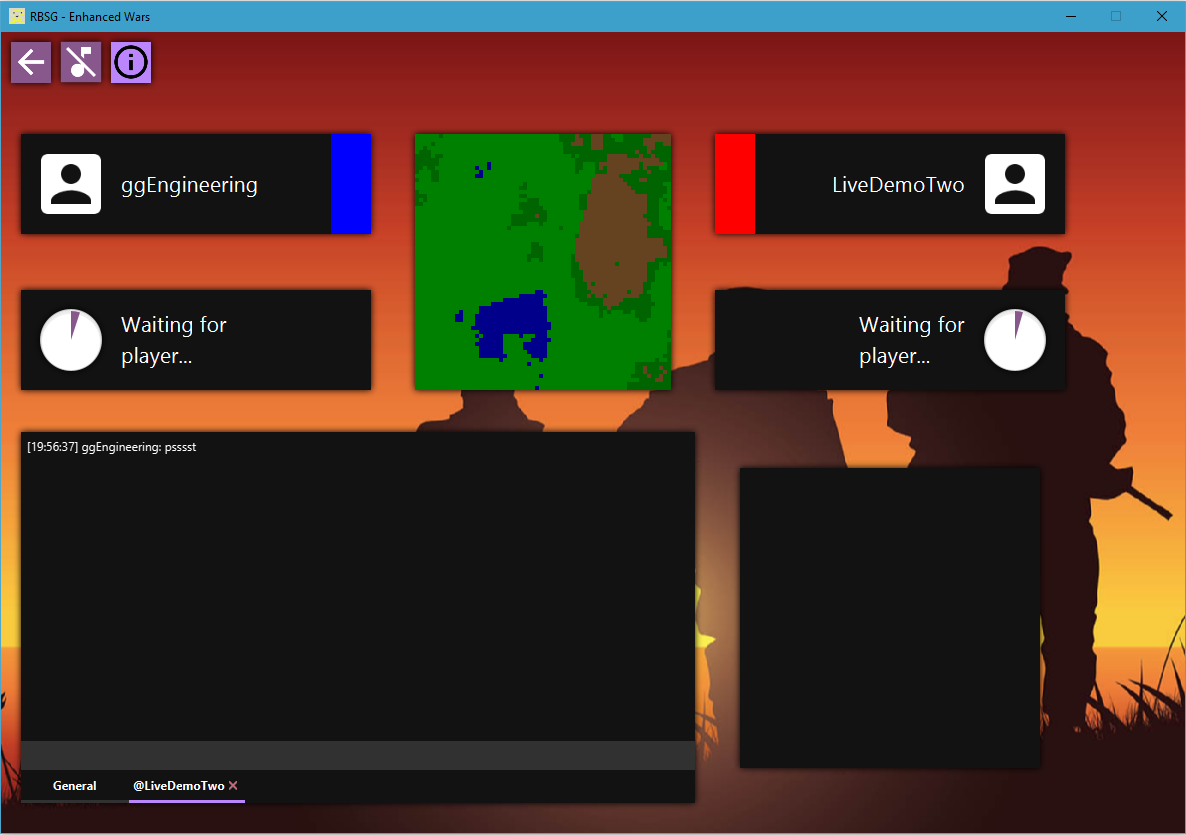 RBSG - Enhanced Wars
ggEngineering
LiveDemoTwo
Waiting for
player...
Waiting for
player...
[19:56:37] ggEngineering: psssst
General
@LiveDemoTwo